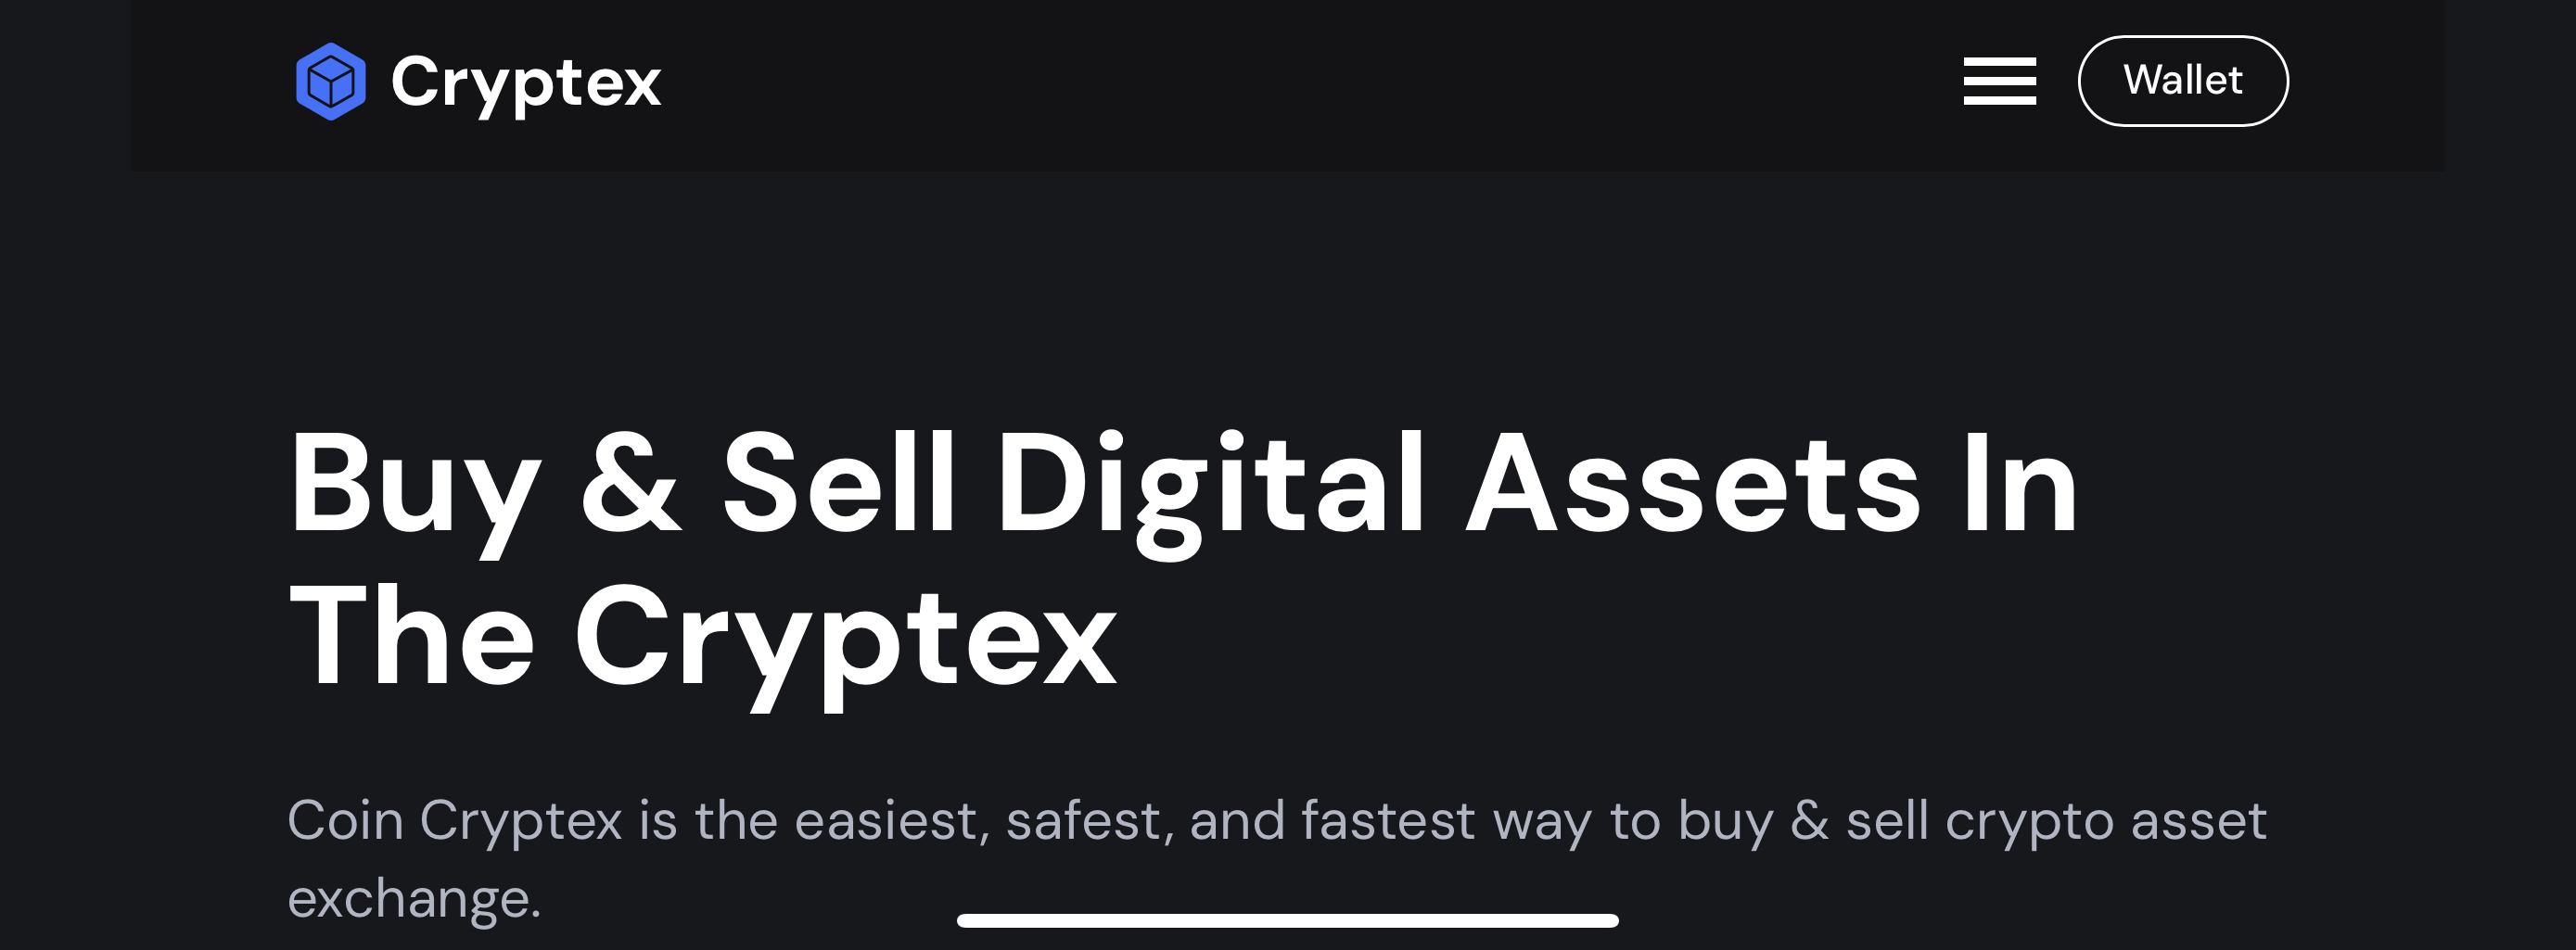 Cryptex
Wallet
Buy & Sell Digital Assets In
The Cryptex
Coin Cryptex is the easiest, safest, and fastest way to buy & sell crypto asset
exchange.